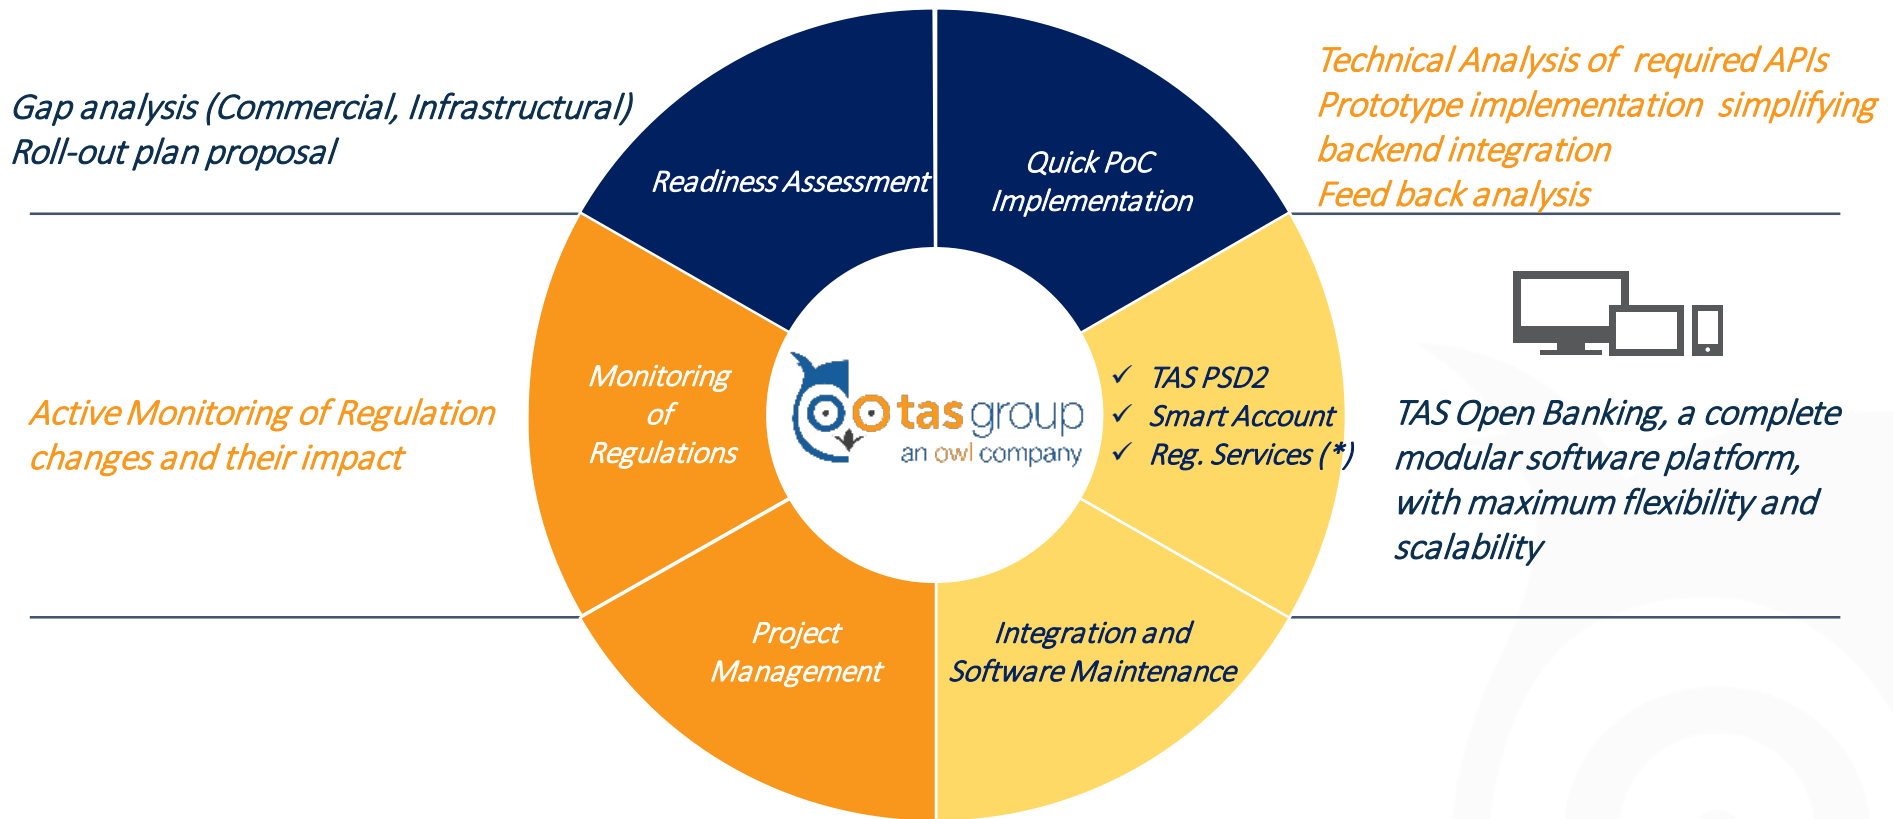 Gap analysis (Commercial, Infrastructural)
Roll-out plan proposal
Readiness Assessment
Quick PoC
Implementation
Technical Analysis of required APIs
Prototype implementation simplifying
backend integration
Feed back analysis
Active Monitoring of Regulation
changes and their impact
Monitoring
of
Regulations
tas group
an owl company
✓ TAS PSD2
✓ Smart Account
✓ Reg. Services (*)
TAS Open Banking, a complete
modular software platform,
with maximum flexibility and
scalability
Project
Management
Integration and
Software Maintenance